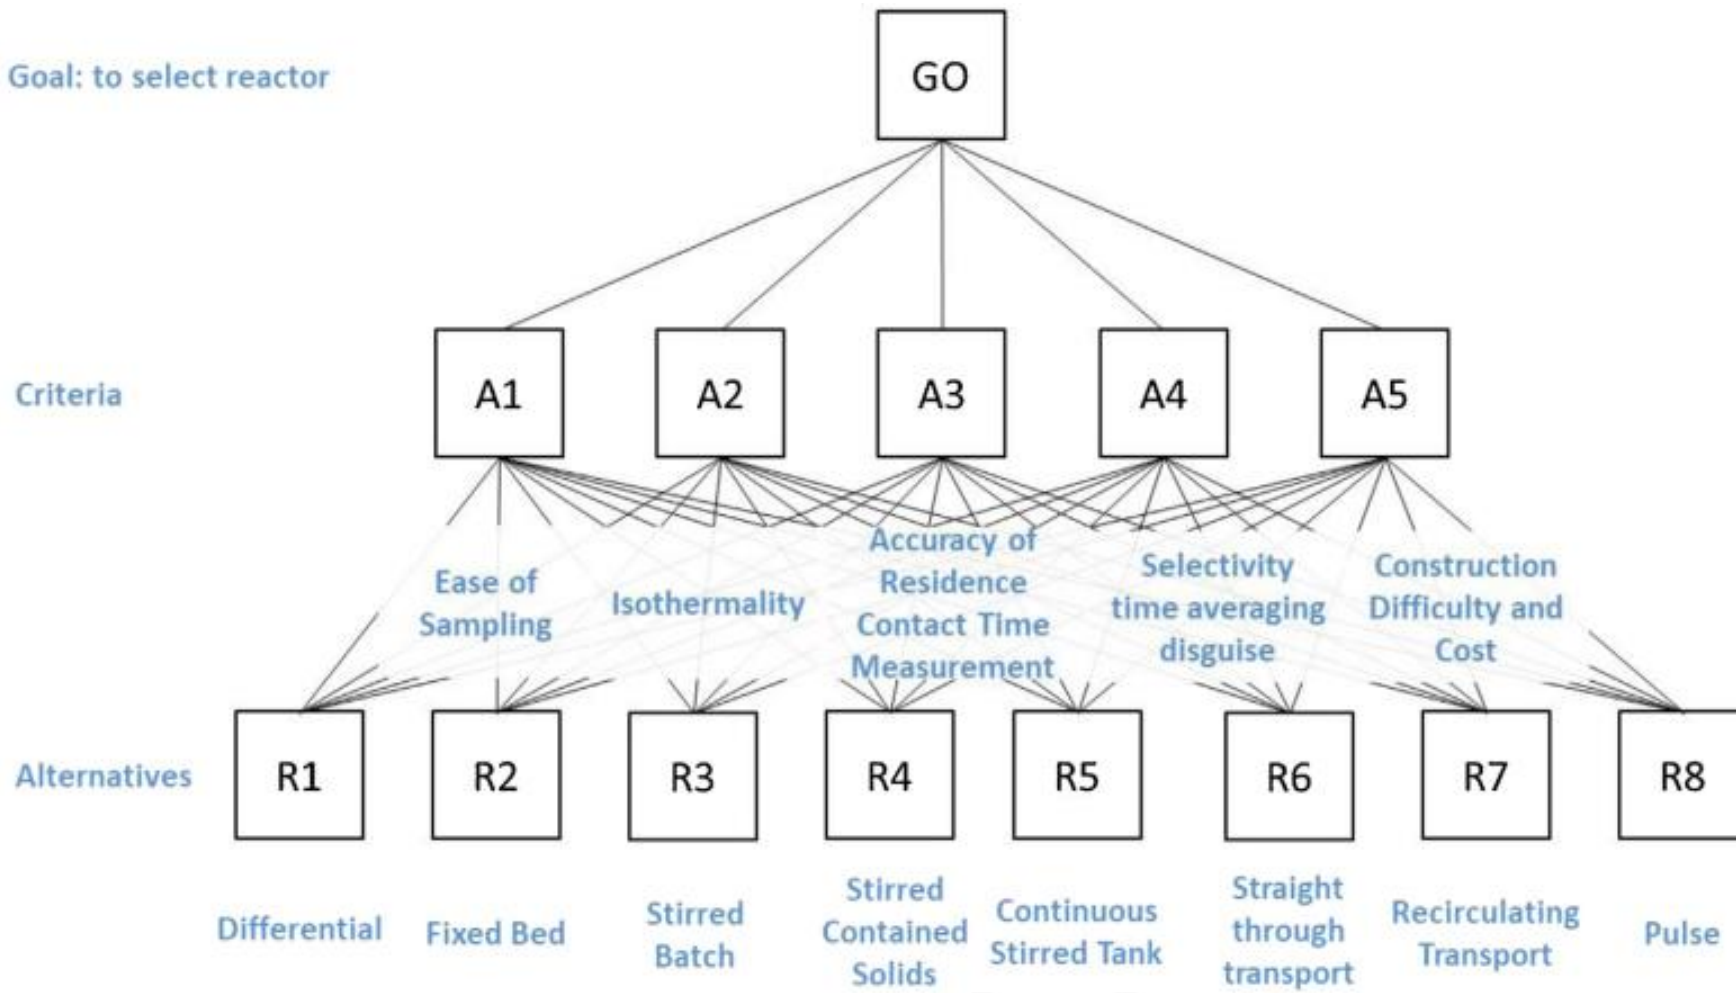 Goal: to select reactor
GO
Criteria
A1
A2
A3
A4
A5
Ease of
Sampling
Isothermality
Accuracy of
Residence
Contact Time
Measurement
Selectivity
time averaging
disguise
Construction
Difficulty and
Cost
Alternatives
R1
R2
R3
R4
R5
R6
R7
R8
Differential
Fixed Bed
Stirred
Batch
Stirred
Contained
Solids
Continuous
Stirred Tank
Straight
through
transport
Recirculating
Transport
Pulse